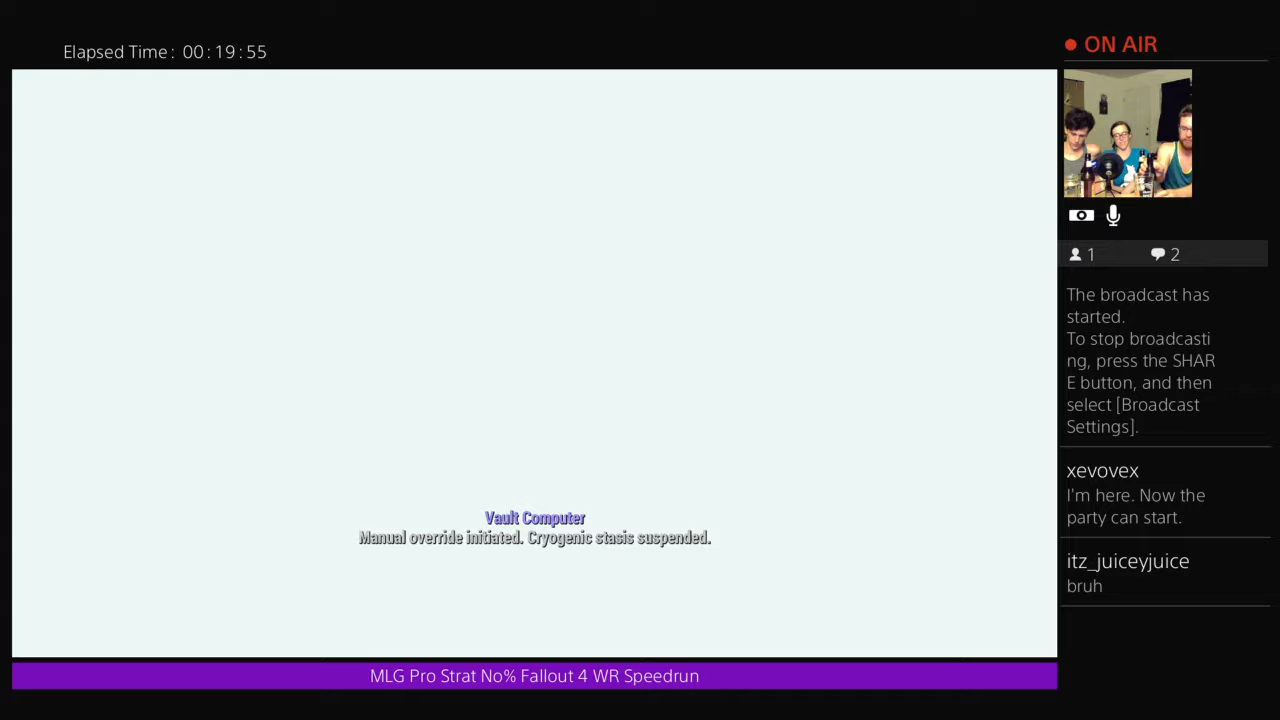 Elapsed Time: 00:19:55
ON AIR
1
2
The broadcast has
started.
To stop broadcasti
ng, press the SHAR
E button, and then
select [Broadcast
Settings].
xevovex
I'm here. Now the
party can start.
itz_juiceyjuice
bruh
Vault Computer
Manual override initiated. Cryogenic stasis suspended.
MLG Pro Strat No% Fallout 4 WR Speedrun